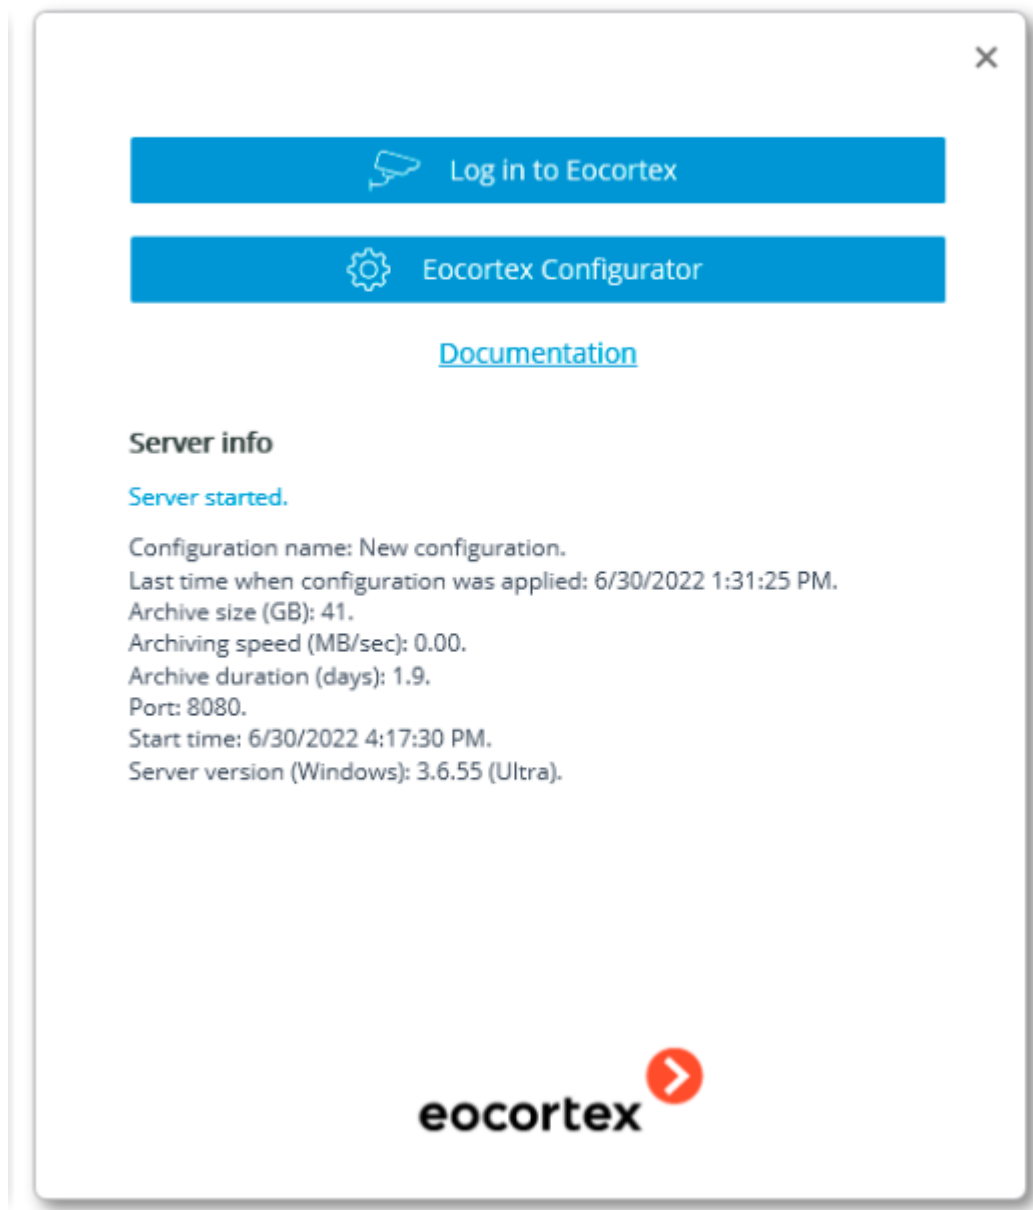 Log in to Eocortex
Eocortex Configurator
Documentation
Server info
Server started.
Configuration name: New configuration.
Last time when configuration was applied: 6/30/2022 1:31:25 PM.
Archive size (GB): 41.
Archiving speed (MB/sec): 0.00.
Archive duration (days): 1.9.
Port: 8080.
Start time: 6/30/2022 4:17:30 PM.
Server version (Windows): 3.6.55 (Ultra).
eocortex